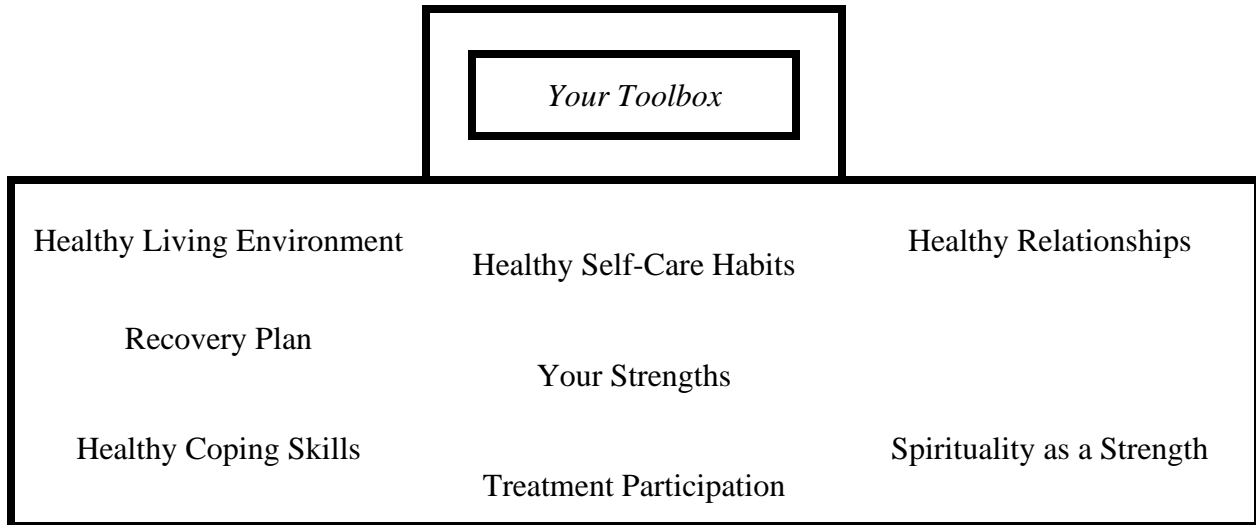 Your Toolbox
Healthy Living Environment
Healthy Self-Care Habits
Healthy Relationships
Recovery Plan
Your Strengths
Healthy Coping Skills
Spirituality as a Strength
Treatment Participation